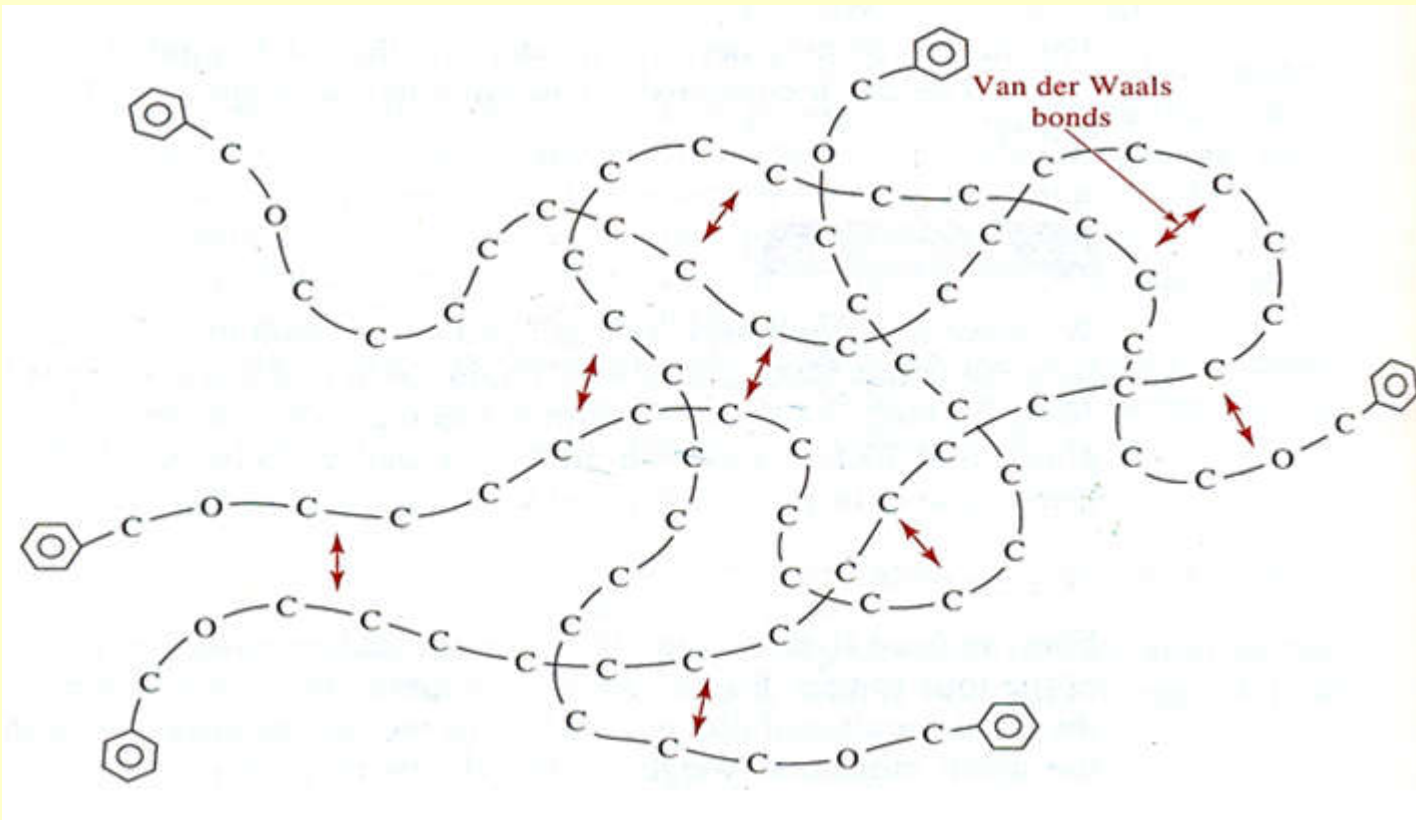 C
Van der Waals
bonds
C C O C
C C C C
O C C C C C
C C C C C C
C C C C C C C C
C C C C C C C
C C C C C
C C C C C C O
C O C C C C C C C
C C C C
O C C C C C
C C C C C C
C C C O C